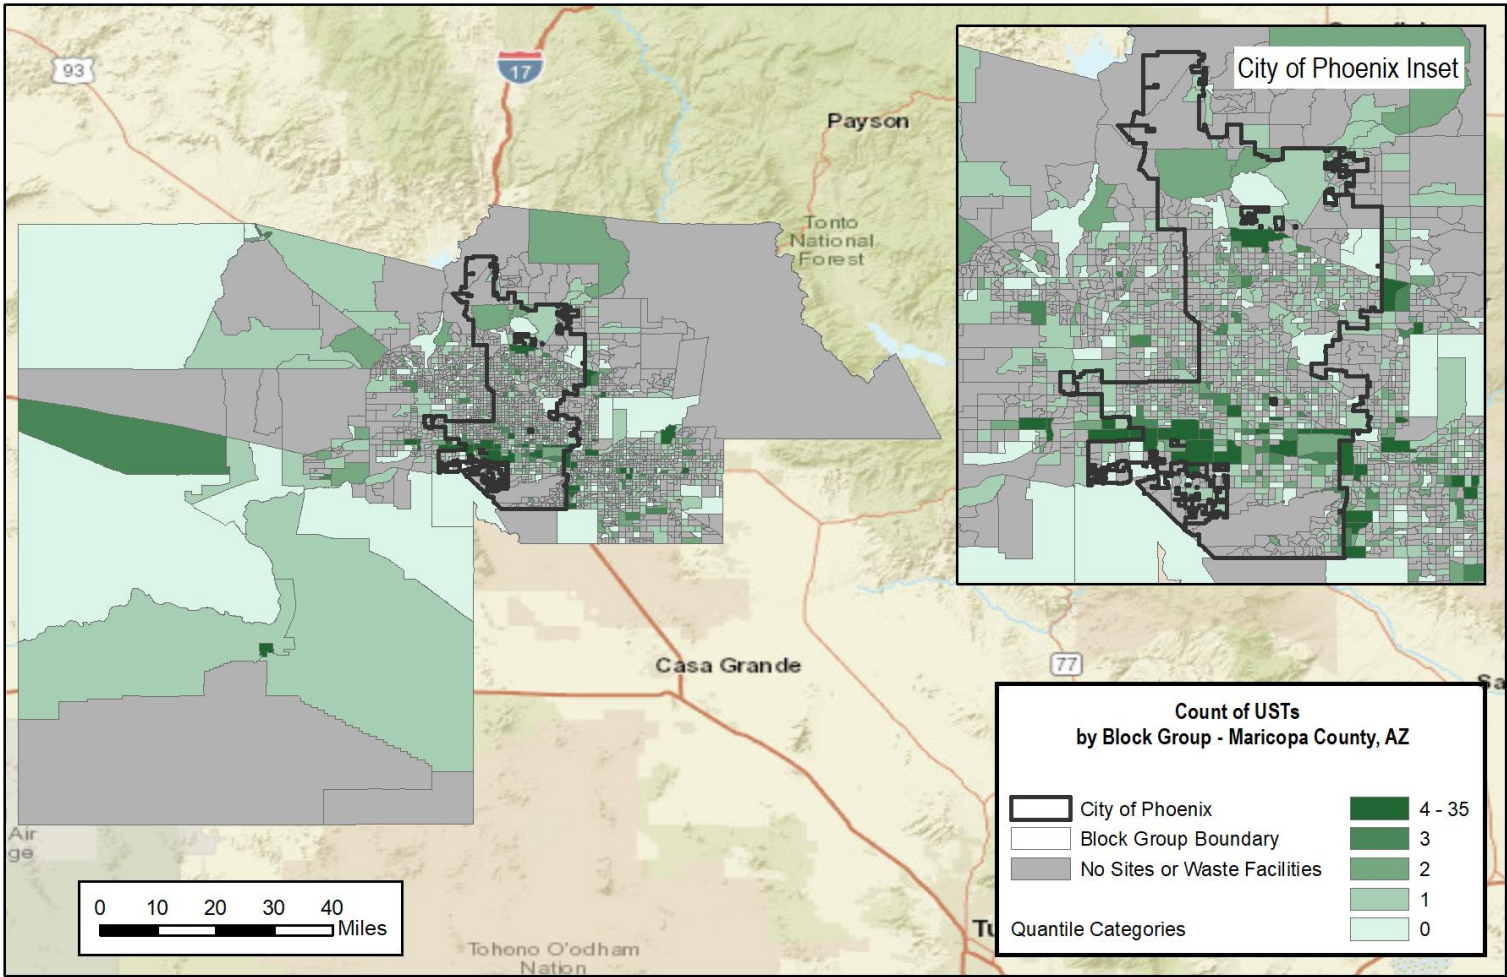 93
17
Payson
Tonto
National
Forest
City of Phoenix Inset
Casa Grande
77
Sa
Air
ge
Tohono O'odham
Nation
Tu
0 10 20 30 40
Miles
Count of USTs
by Block Group - Maricopa County, AZ
City of Phoenix
Block Group Boundary
No Sites or Waste Facilities
Quantile Categories
4 - 35
3
2
1
0